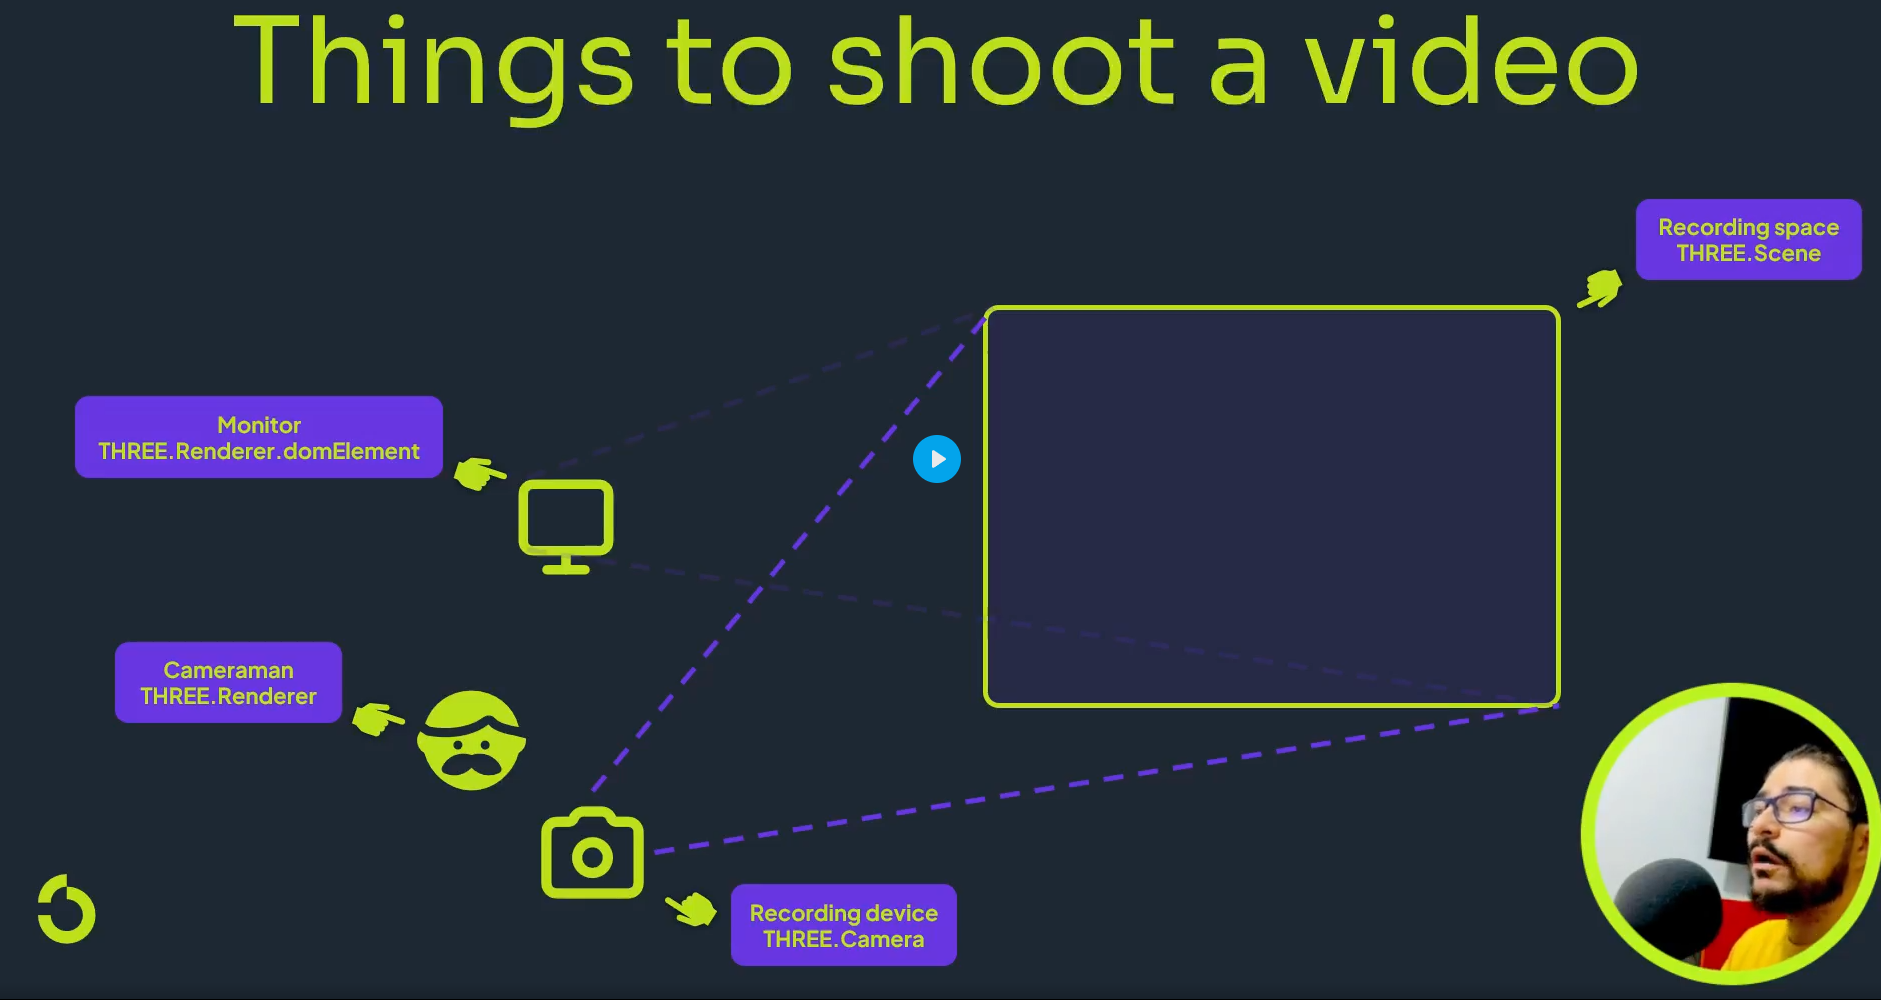 Things to shoot a video
Recording space
THREE.Scene
Monitor
THREE.Renderer.domElement
Cameraman
THREE.Renderer
Recording device
THREE.Camera